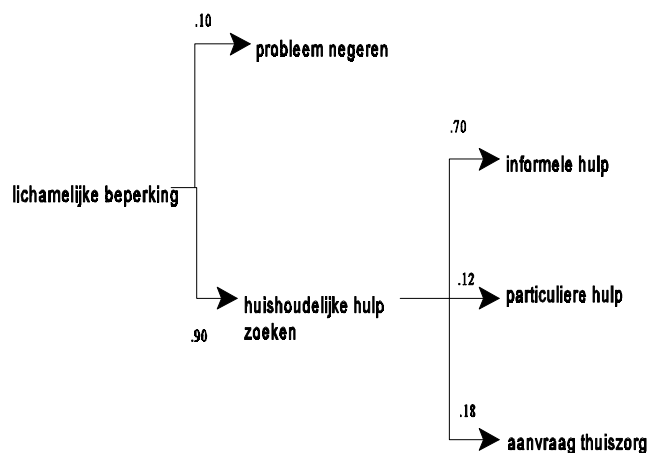 .10
probleem negeren
.70
informele hulp
lichamelijke beperking
.12
particuliere hulp
huishoudelijke hulp
zoeken
.90
.18
aanvraag thuiszorg